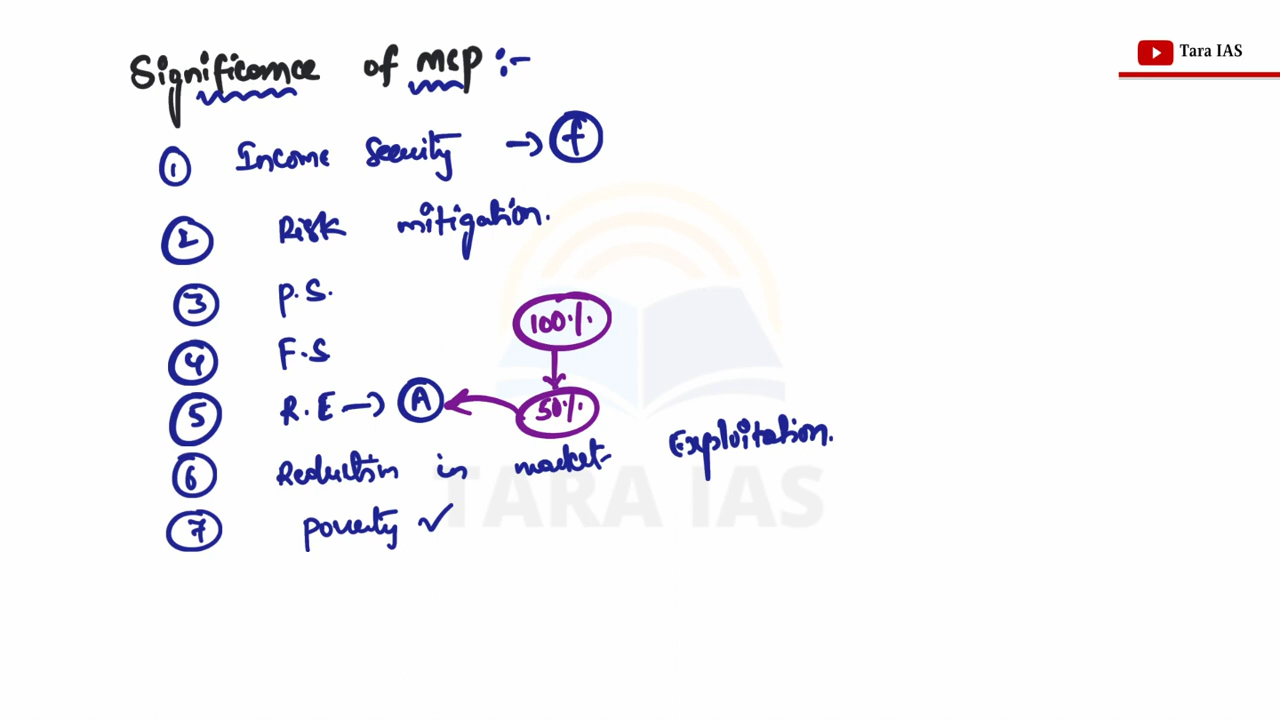 Tara IAS
Significance of MSP :-
1 Income Security → f
2 Risk mitigation.
3 P.S.
100%
4 F.S
5 R.E → A
50%
6 Reduction in market Exploitation.
7 Poverty ✓
TARA IAS